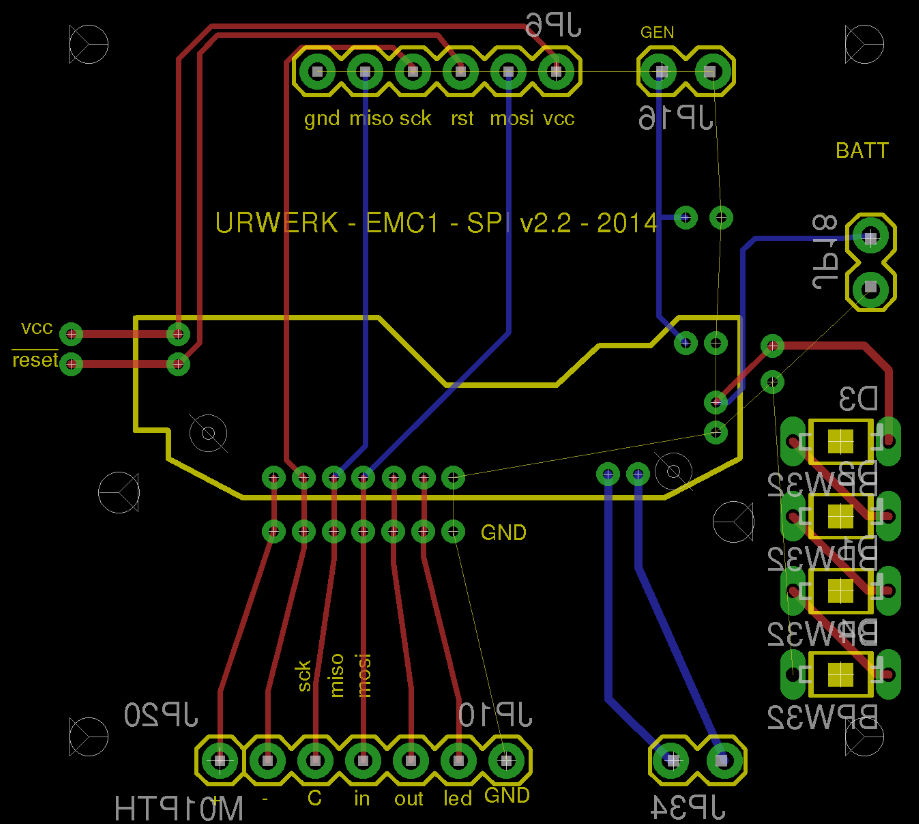 JP6
GEN
gnd miso sck rst mosi vcc
JP16
BATT
URWERK - EMC1 - SPI v2.2 - 2014
JP18
vcc
reset
D3
BPW32
GND
D1
BPW32
BPW32
sck
miso
mosi
JP20
JP10
BPW32
+
- C in out led GND
M01PTH
JP34